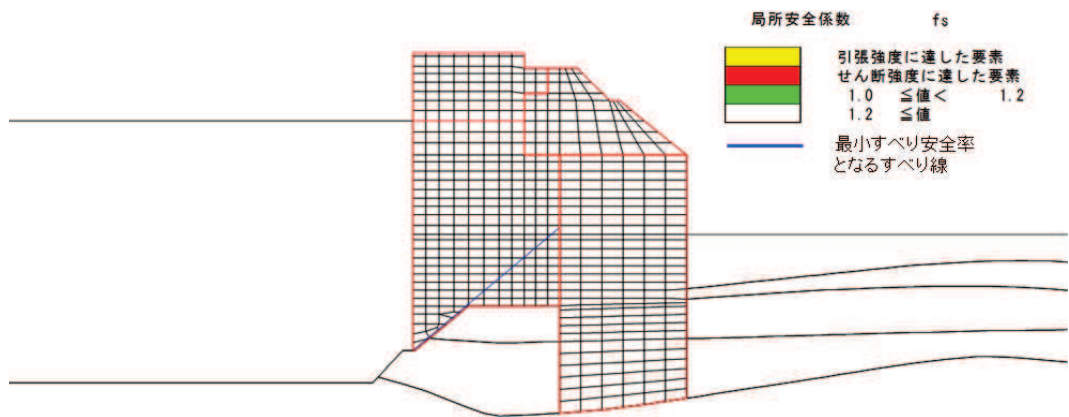 局所安全係数 fs
引張強度に達した要素
せん断強度に達した要素
1.0 ≦値< 1.2
1.2 ≦値
最小すべり安全率
となるすべり線